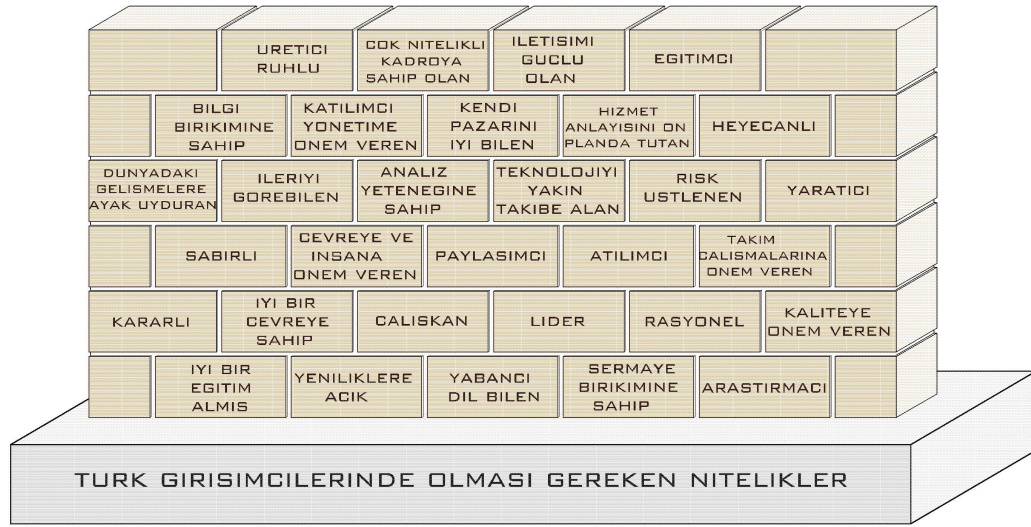 URETICI
RUHLU
COK NITELIKLI
KADROYA
SAHIP OLAN
ILETISIMI
GUCLU
OLAN
EGITIMCI
BILGI
BIRIKIMINE
SAHIP
KATILIMCI
YONETIME
ONEM VEREN
KENDI
PAZARINI
IYI BILEN
HIZMET
ANLAYISINI ON
PLANDA TUTAN
HEYECANLI
DUNYADAKI
GELISMELERE
AYAK UYDURAN
ILERIYI
GOREBILEN
ANALIZ
YETENEGINE
SAHIP
TEKNOLOJIYI
YAKIN
TAKIBE ALAN
RISK
USTLENEN
YARATICI
SABIRLI
CEVREYE VE
INSANA
ONEM VEREN
PAYLASIMCI
ATILIMCI
TAKIM
CALISMALARINA
ONEM VEREN
KARARLI
IYI BIR
CEVREYE
SAHIP
CALISKAN
LIDER
RASYONEL
KALITEYE
ONEM VEREN
IYI BIR
EGITIM
ALMIS
YENILIKLERE
ACIK
YABANCI
DIL BILEN
SERMAYE
BIRIKIMINE
SAHIP
ARASTIRMACI
TURK GIRISIMCILERINDE OLMASI GEREKEN NITELIKLER